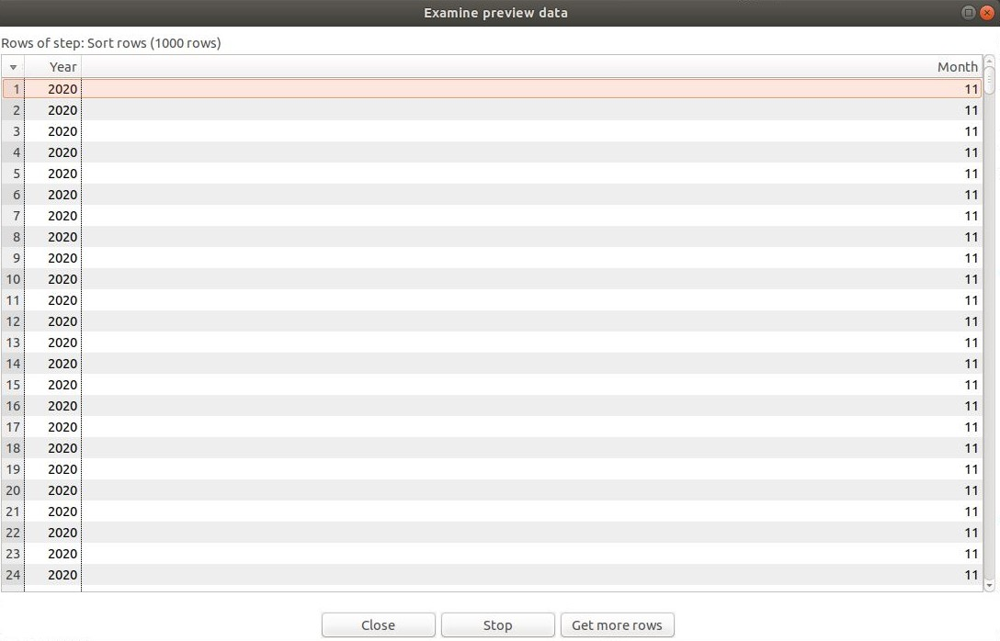 Examine preview data
Rows of step: Sort rows (1000 rows)
Year Month
1 2020 11
2 2020 11
3 2020 11
4 2020 11
5 2020 11
6 2020 11
7 2020 11
8 2020 11
9 2020 11
10 2020 11
11 2020 11
12 2020 11
13 2020 11
14 2020 11
15 2020 11
16 2020 11
17 2020 11
18 2020 11
19 2020 11
20 2020 11
21 2020 11
22 2020 11
23 2020 11
24 2020 11
Close Stop Get more rows